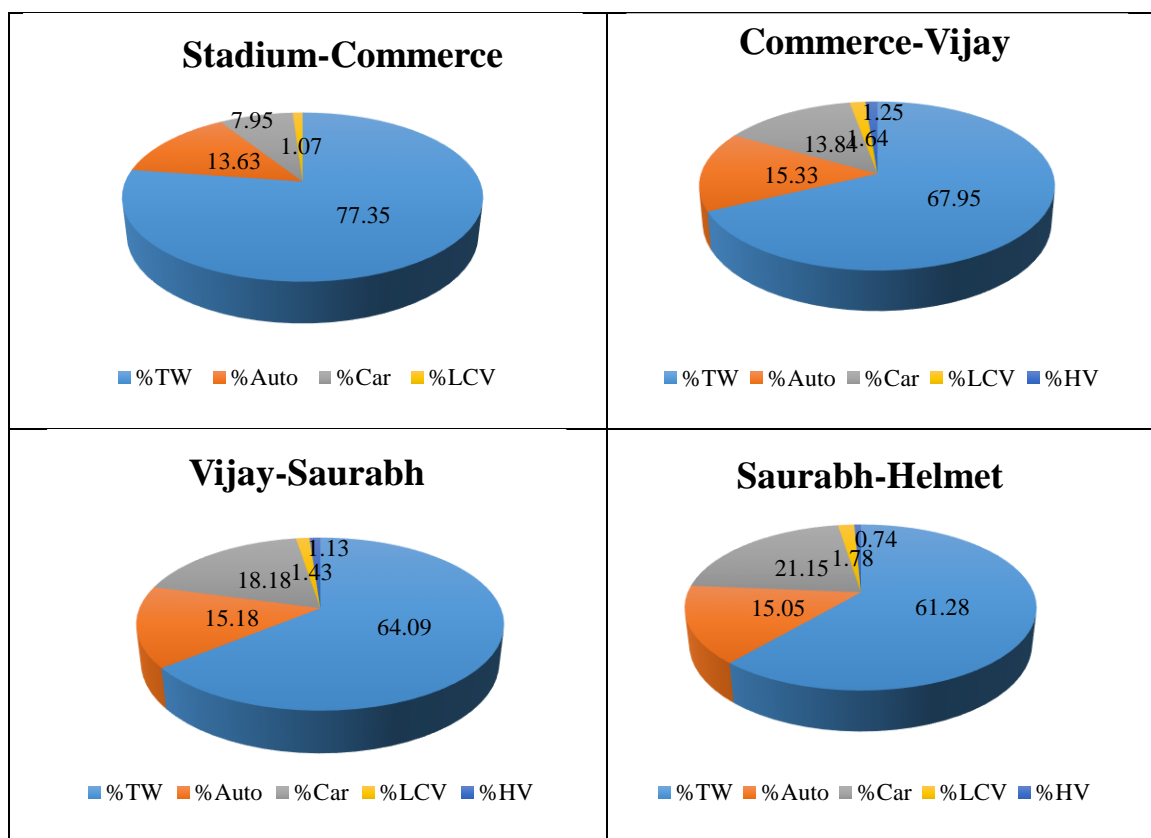 Stadium-Commerce
7.95
1.07
13.63
77.35
%TW %Auto %Car %LCV
Commerce-Vijay
1.25
13.84 1.64
15.33
67.95
%TW %Auto %Car %LCV %HV
Vijay-Saurabh
1.13
18.18 1.43
15.18
64.09
%TW %Auto %Car %LCV %HV
Saurabh-Helmet
0.74
1.78
21.15
15.05 61.28
%TW %Auto %Car %LCV %HV